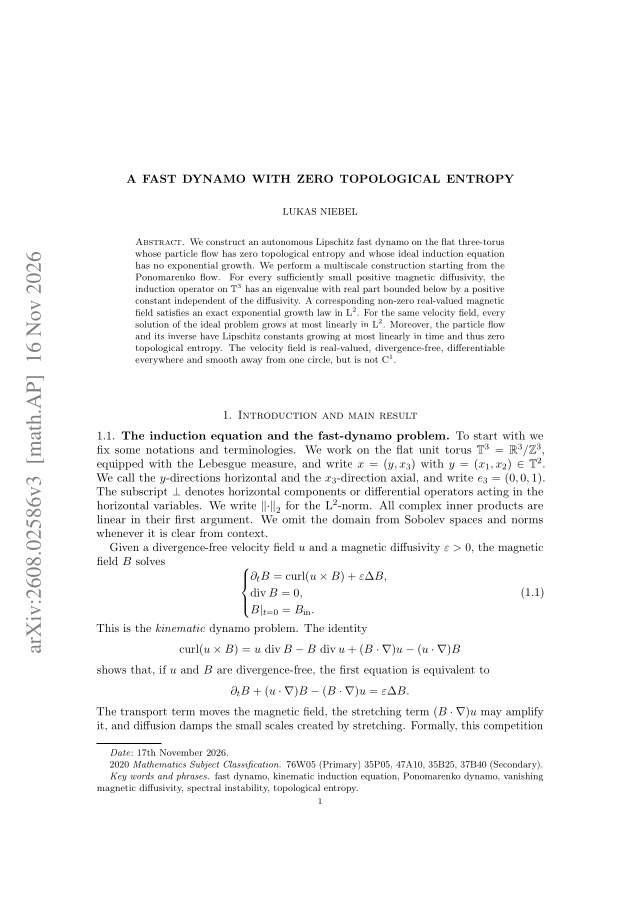 A FAST DYNAMO WITH ZERO TOPOLOGICAL ENTROPY
LUKAS NIEBEL
Abstract. We construct an autonomous Lipschitz fast dynamo on the flat three-torus
whose particle flow has zero topological entropy and whose ideal induction equation
has no exponential growth. We perform a multiscale construction starting from the
Ponomarenko flow. For every sufficiently small positive magnetic diffusivity, the
induction operator on 𝕋³ has an eigenvalue with real part bounded below by a positive
constant independent of the diffusivity. A corresponding non-zero real-valued magnetic
field satisfies an exact exponential growth law in L². For the same velocity field, every
solution of the ideal problem grows at most linearly in L². Moreover, the particle flow
and its inverse have Lipschitz constants growing at most linearly in time and thus zero
topological entropy. The velocity field is real-valued, divergence-free, differentiable
everywhere and smooth away from one circle, but is not C¹.
1. Introduction and main result
1.1. The induction equation and the fast-dynamo problem. To start with we
fix some notations and terminologies. We work on the flat unit torus 𝕋³ = ℝ³/ℤ³,
equipped with the Lebesgue measure, and write x = (y, x₃) with y = (x₁, x₂) ∈ 𝕋².
We call the y-directions horizontal and the x₃-direction axial, and write e₃ = (0, 0, 1).
The subscript ⊥ denotes horizontal components or differential operators acting in the
horizontal variables. We write ‖·‖₂ for the L²-norm. All complex inner products are
linear in their first argument. We omit the domain from Sobolev spaces and norms
whenever it is clear from context.
Given a divergence-free velocity field u and a magnetic diffusivity ε > 0, the magnetic
field B solves
∂ₜB = curl(u × B) + εΔB,
div B = 0,
B|ₜ₌₀ = Bᵢₙ.
(1.1)
This is the kinematic dynamo problem. The identity
curl(u × B) = u div B − B div u + (B · ∇)u − (u · ∇)B
shows that, if u and B are divergence-free, the first equation is equivalent to
∂ₜB + (u · ∇)B − (B · ∇)u = εΔB.
The transport term moves the magnetic field, the stretching term (B · ∇)u may amplify
it, and diffusion damps the small scales created by stretching. Formally, this competition
Date: 17th November 2026.
2020 Mathematics Subject Classification. 76W05 (Primary) 35P05, 47A10, 35B25, 37B40 (Secondary).
Key words and phrases. fast dynamo, kinematic induction equation, Ponomarenko dynamo, vanishing
magnetic diffusivity, spectral instability, topological entropy.
1
arXiv:2608.02586v3 [math.AP] 16 Nov 2026